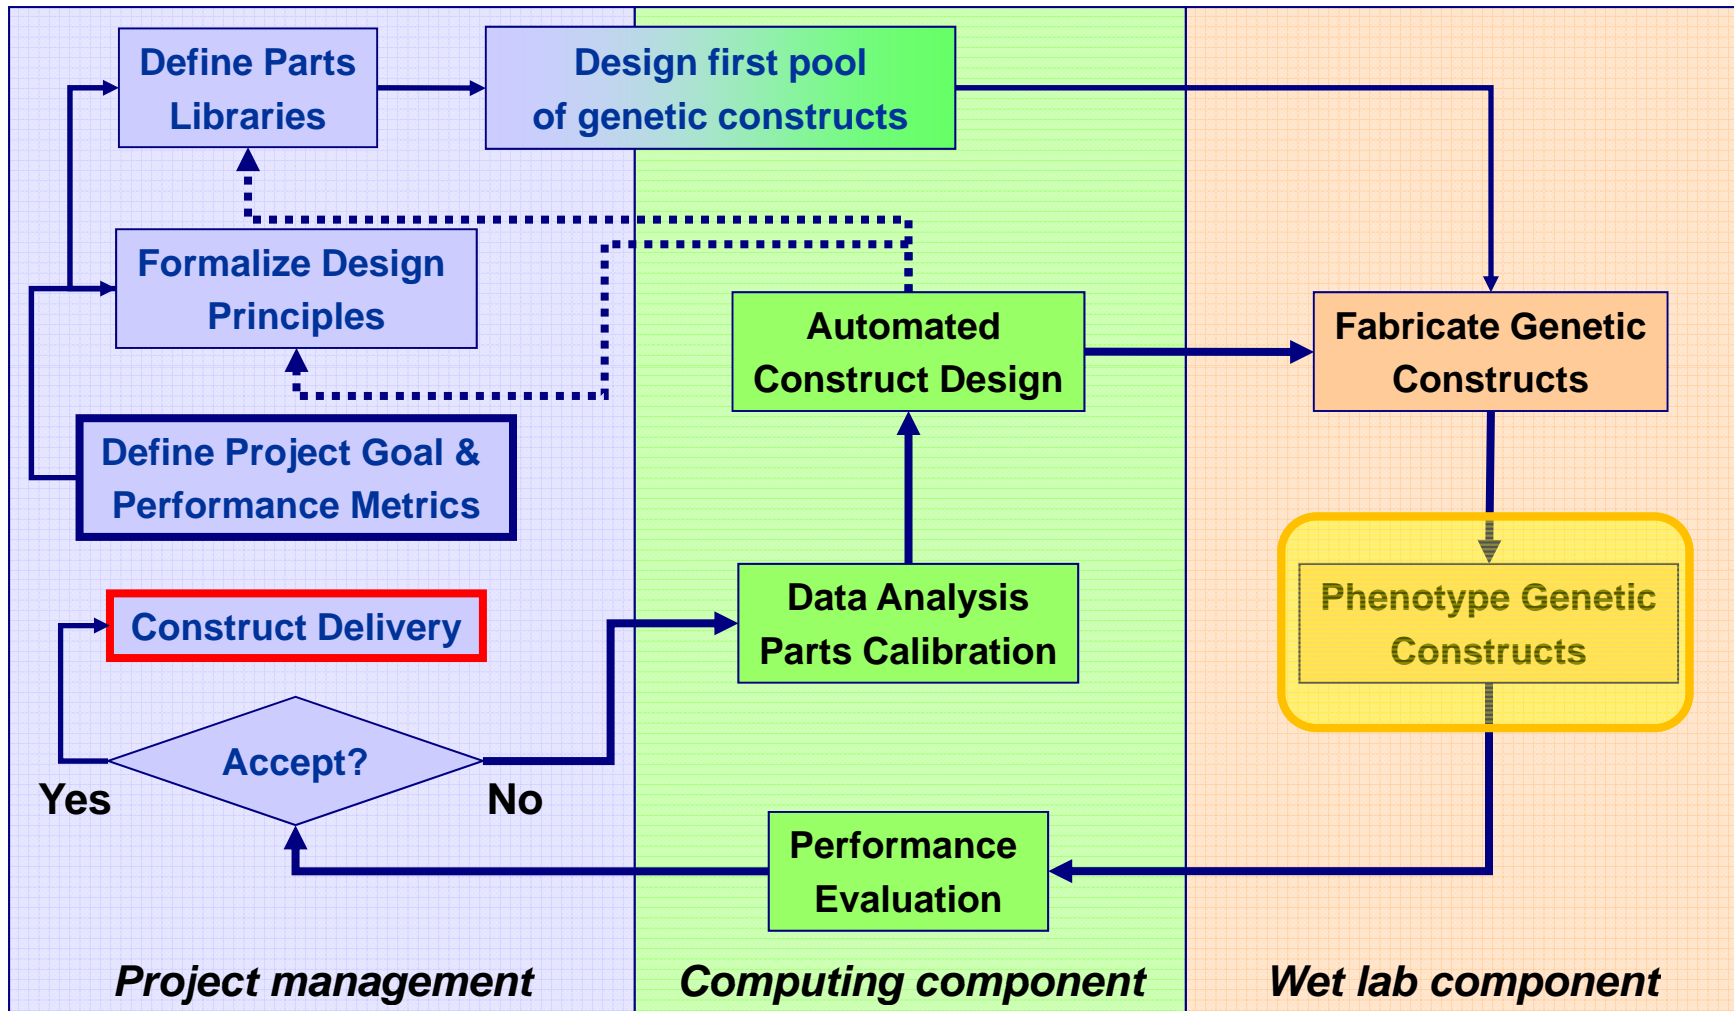 Define Parts
Libraries
Design first pool
of genetic constructs
Formalize Design
Principles
Automated
Construct Design
Fabricate Genetic
Constructs
Define Project Goal &
Performance Metrics
Construct Delivery
Data Analysis
Parts Calibration
Phenotype Genetic
Constructs
Accept?
Yes
No
Performance
Evaluation
Project management
Computing component
Wet lab component